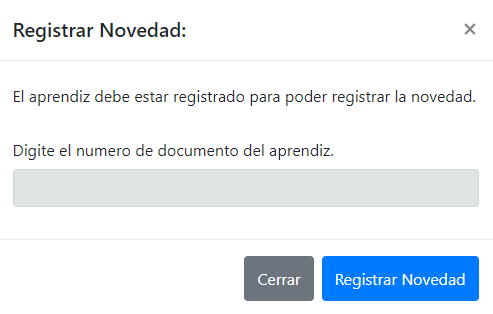 Registrar Novedad:
×
El aprendiz debe estar registrado para poder registrar la novedad.
Digite el numero de documento del aprendiz.
Cerrar
Registrar Novedad